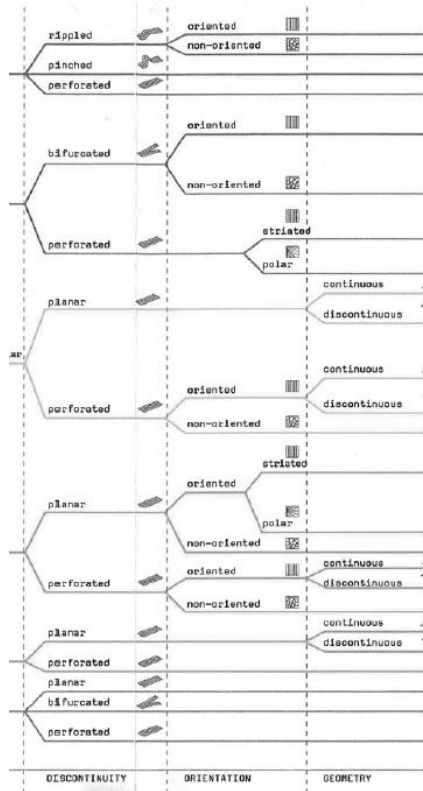 rippled
oriented
non-oriented
pinched
perforated
oriented
bifurcated
non-oriented
striated
perforated
polar
continuous
planar
discontinuous
continuous
oriented
discontinuous
perforated
non-oriented
striated
oriented
planar
polar
non-oriented
continuous
oriented
perforated
discontinuous
non-oriented
continuous
planar
discontinuous
perforated
planar
bifurcated
perforated
DISCONTINUITY ORIENTATION GEOMETRY